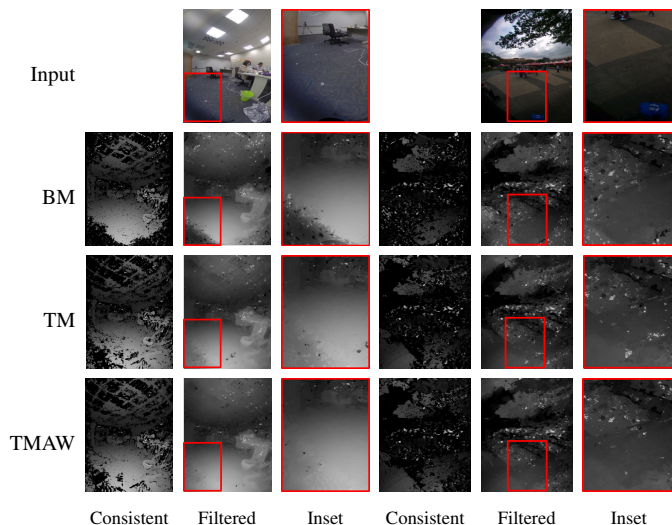 Input
BM
TM
TMAW
Consistent Filtered Inset Consistent Filtered Inset